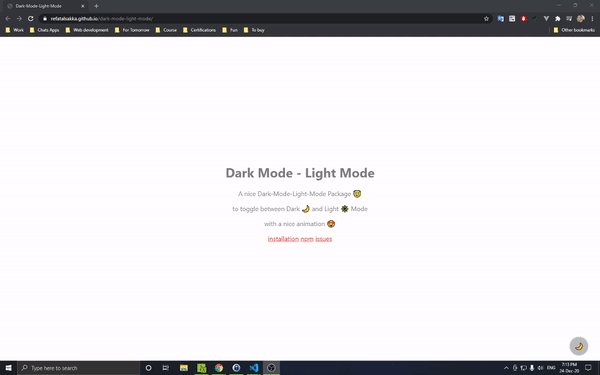 Dark-Mode-Light-Mode
refatalsakka.github.io/dark-mode-light-mode/
Work Chats Apps Web development For Tomorrow Course Certifications Fun To buy Other bookmarks
Dark Mode - Light Mode
A nice Dark-Mode-Light-Mode Package 😇
to toggle between Dark 🌙 and Light ☀ Mode
with a nice animation 😍
installation npm issues
Type here to search
ENG
7:13 PM
24-Dec-20